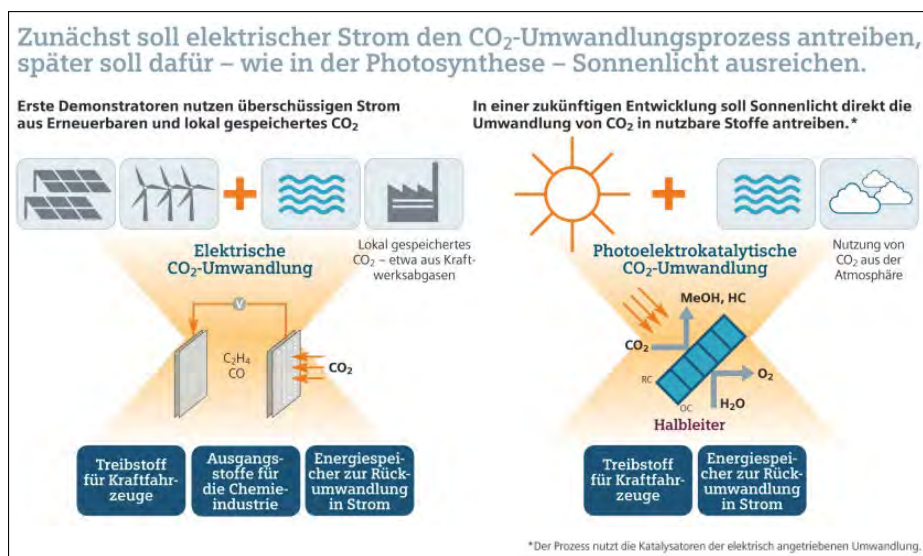 Zunächst soll elektrischer Strom den CO₂-Umwandlungsprozess antreiben,
später soll dafür – wie in der Photosynthese – Sonnenlicht ausreichen.
Erste Demonstratoren nutzen überschüssigen Strom
aus Erneuerbaren und lokal gespeichertes CO₂
Elektrische
CO₂-Umwandlung
Lokal gespeichertes
CO₂ – etwa aus Kraft-
werksabgasen
V
C₂H₄
CO
CO₂
Treibstoff
für Kraftfahr-
zeuge
Ausgangs-
stoffe für
die Chemie-
industrie
Energiespei-
cher zur Rück-
umwandlung
in Strom
In einer zukünftigen Entwicklung soll Sonnenlicht direkt die
Umwandlung von CO₂ in nutzbare Stoffe antreiben.*
Photoelektrokatalytische
CO₂-Umwandlung
Nutzung von
CO₂ aus der
Atmosphäre
MeOH, HC
CO₂
RC
O₂
OC
H₂O
Halbleiter
Treibstoff
für Kraftfahr-
zeuge
Energiespei-
cher zur Rück-
umwandlung
in Strom
*Der Prozess nutzt die Katalysatoren der elektrisch angetriebenen Umwandlung.